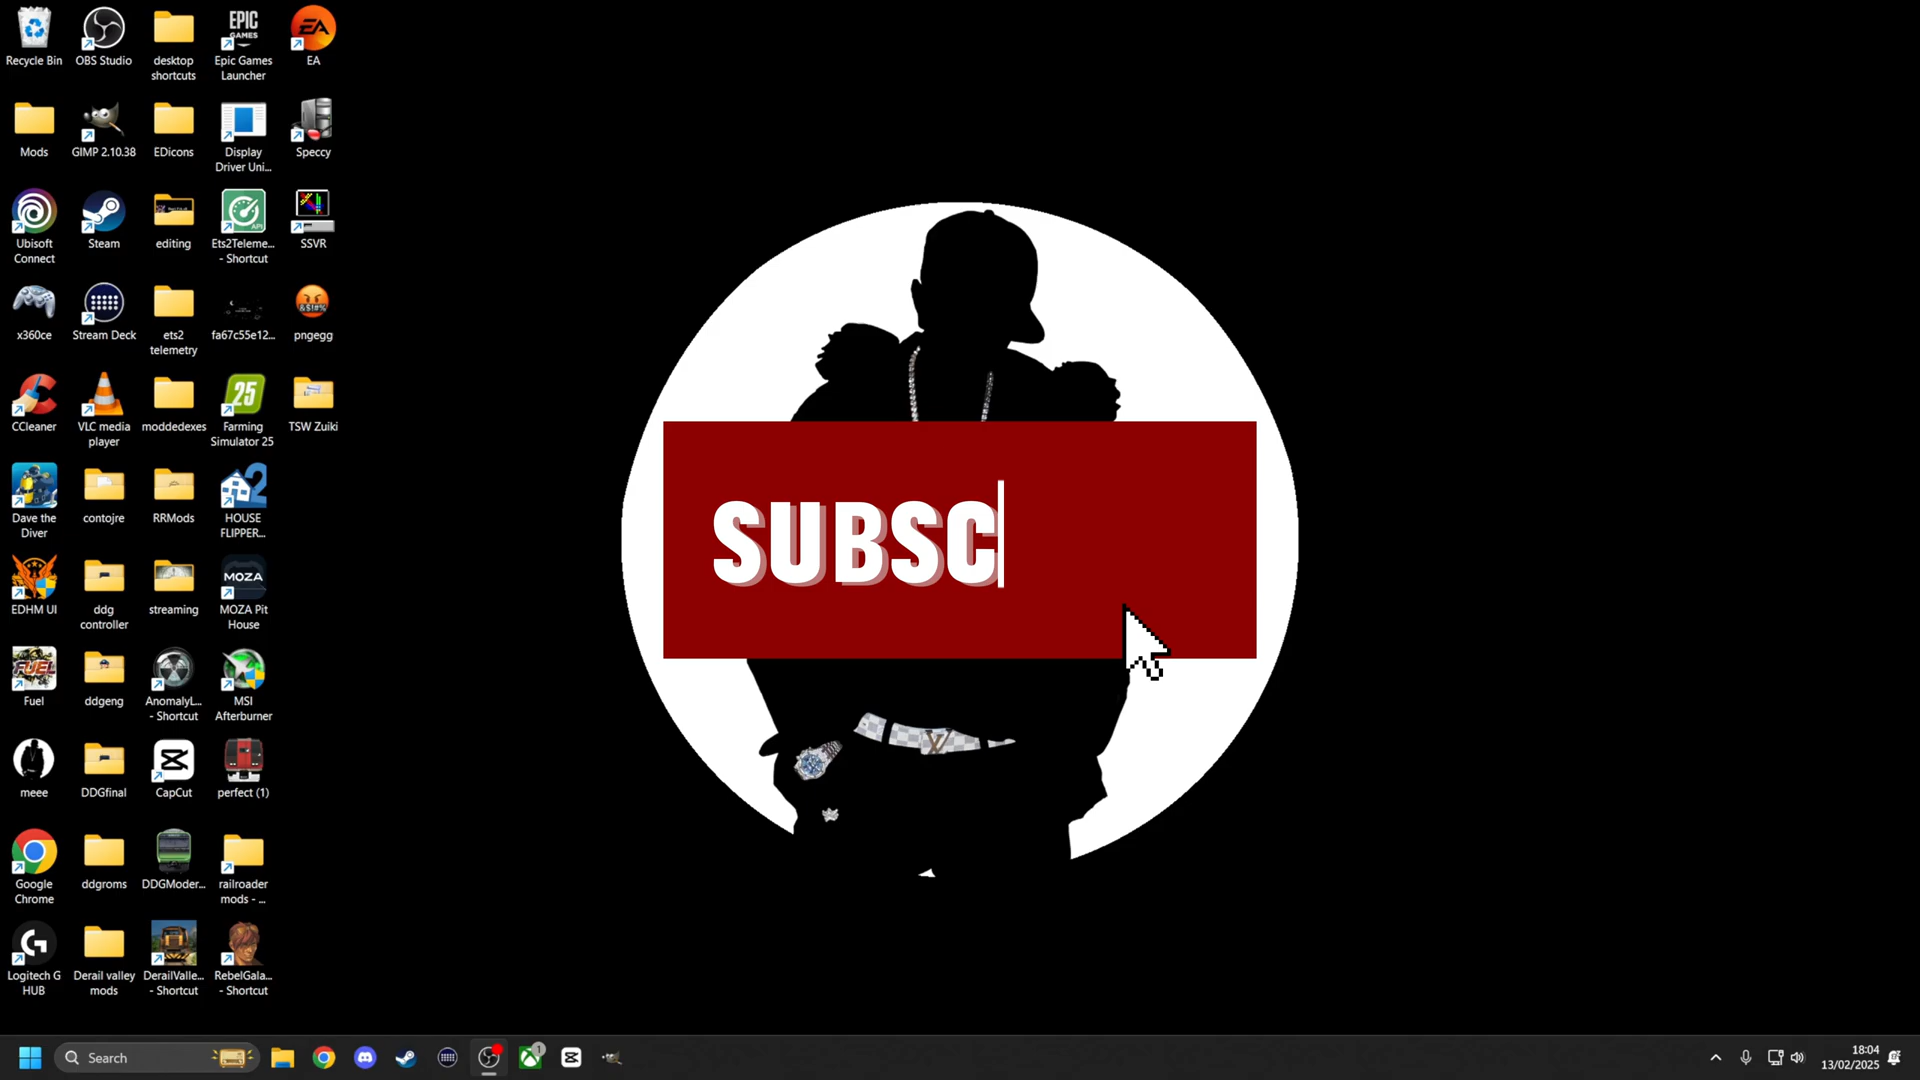 Recycle Bin
OBS Studio
desktop
shortcuts
EPIC
GAMES
Epic Games
Launcher
EA
EA
Mods
GIMP 2.10.38
EDicons
Display
Driver Uni...
Speccy
Ubisoft
Connect
Steam
editing
API
Ets2Teleme...
- Shortcut
SSVR
x360ce
Stream Deck
ets2
telemetry
fa67c55e12...
&$!#%
pngegg
CCleaner
VLC media
player
moddedexes
25
Farming
Simulator 25
TSW Zuiki
Dave the
Diver
contojre
RRMods
2
HOUSE
FLIPPER...
SUBSC
EDHM UI
ddg
controller
streaming
MOZA
MOZA Pit
House
FUEL
Fuel
ddgeng
AnomalyL...
- Shortcut
MSI
Afterburner
meee
DDGfinal
CapCut
perfect (1)
Google
Chrome
ddgroms
DDGModer...
railroader
mods - ...
Logitech G
HUB
Derail valley
mods
DerailValle...
- Shortcut
RebelGala...
- Shortcut
Search
1
18:04
13/02/2025